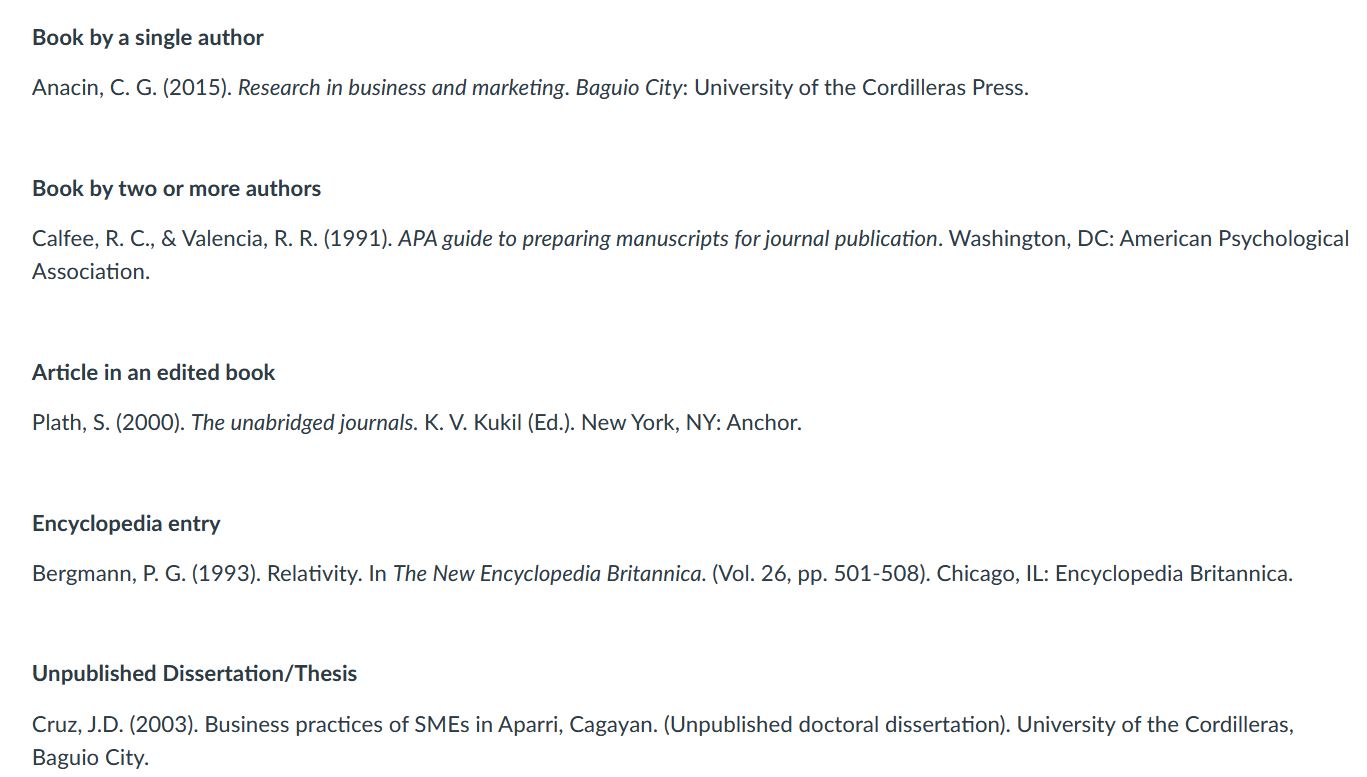 Book by a single author
Anacin, C. G. (2015). Research in business and marketing. Baguio City: University of the Cordilleras Press.
Book by two or more authors
Calfee, R. C., & Valencia, R. R. (1991). APA guide to preparing manuscripts for journal publication. Washington, DC: American Psychological
Association.
Article in an edited book
Plath, S. (2000). The unabridged journals. K. V. Kukil (Ed.). New York, NY: Anchor.
Encyclopedia entry
Bergmann, P. G. (1993). Relativity. In The New Encyclopedia Britannica. (Vol. 26, pp. 501-508). Chicago, IL: Encyclopedia Britannica.
Unpublished Dissertation/Thesis
Cruz, J.D. (2003). Business practices of SMEs in Aparri, Cagayan. (Unpublished doctoral dissertation). University of the Cordilleras,
Baguio City.